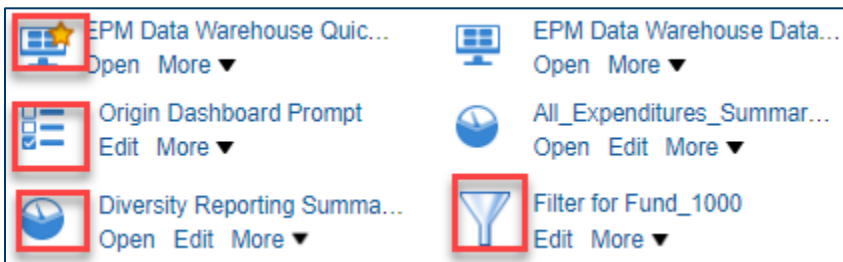 EPM Data Warehouse Quic...
Open More ▼
EPM Data Warehouse Data...
Open More ▼
Origin Dashboard Prompt
Edit More ▼
All_Expenditures_Summar...
Open Edit More ▼
Diversity Reporting Summa...
Open Edit More ▼
Filter for Fund_1000
Edit More ▼